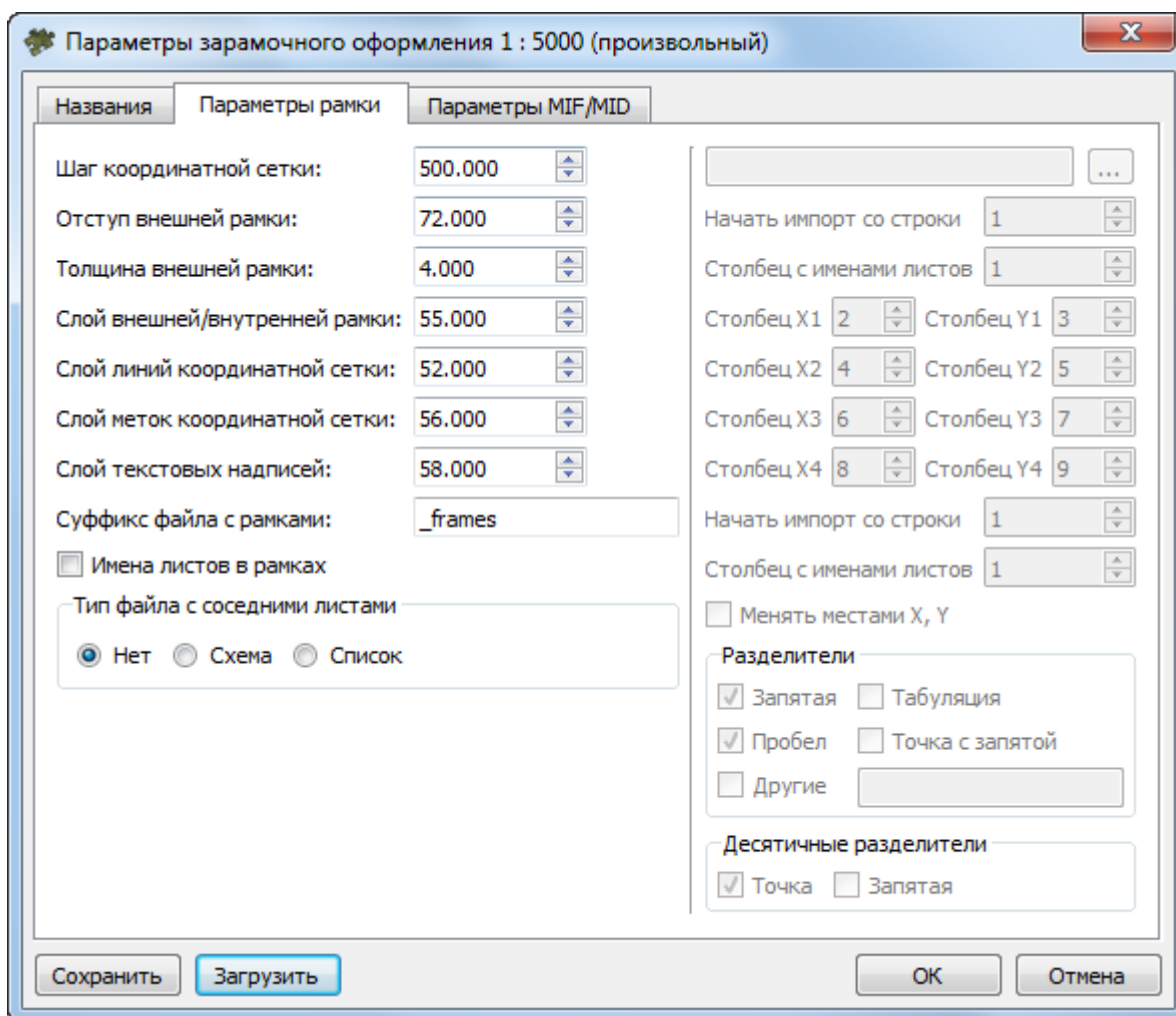 Параметры зарамочного оформления 1 : 5000 (произвольный)
Названия
Параметры рамки
Параметры MIF/MID
Шаг координатной сетки: 500.000
Отступ внешней рамки: 72.000
Толщина внешней рамки: 4.000
Слой внешней/внутренней рамки: 55.000
Слой линий координатной сетки: 52.000
Слой меток координатной сетки: 56.000
Слой текстовых надписей: 58.000
Суффикс файла с рамками: _frames
Имена листов в рамках
Тип файла с соседними листами
Нет Схема Список
...
Начать импорт со строки 1
Столбец с именами листов 1
Столбец X1 2 Столбец Y1 3
Столбец X2 4 Столбец Y2 5
Столбец X3 6 Столбец Y3 7
Столбец X4 8 Столбец Y4 9
Начать импорт со строки 1
Столбец с именами листов 1
Менять местами X, Y
Разделители
Запятая Табуляция
Пробел Точка с запятой
Другие
Десятичные разделители
Точка Запятая
Сохранить
Загрузить
ОК
Отмена